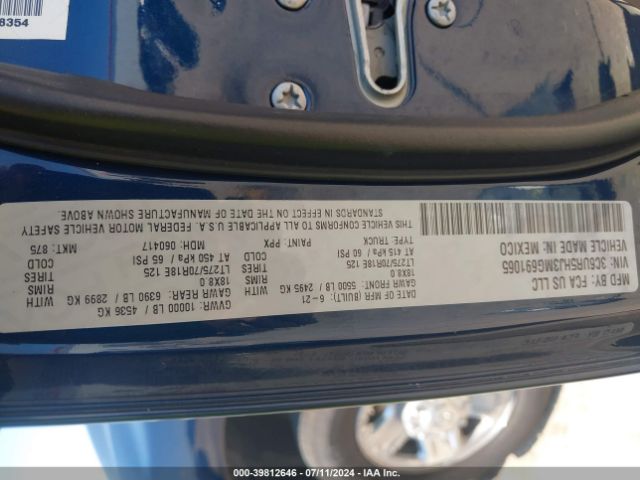 8354
MFD BY: FCA US LLC
DATE OF MFR (BUILT): 6-21
GVWR: 10000 LB / 4536 KG
GAWR FRONT: 5500 LB / 2495 KG
GAWR REAR: 6390 LB / 2899 KG
WITH
18X8.0
RIMS
WITH
18X8.0
RIMS
LT275/70R18E 125
TIRES
LT275/70R18E 125
TIRES
AT 415 kPa / 60 PSI
COLD
AT 450 kPa / 65 PSI
COLD
THIS VEHICLE CONFORMS TO ALL APPLICABLE U.S.A. FEDERAL MOTOR VEHICLE SAFETY
STANDARDS IN EFFECT ON THE DATE OF MANUFACTURE SHOWN ABOVE.
VIN: 3C6UR5HJ3MG691065
TYPE: TRUCK
PAINT: PPX
MDH: 060417
MKT: 875
VEHICLE MADE IN: MEXICO
000-39812646 - 07/11/2024 - IAA Inc.